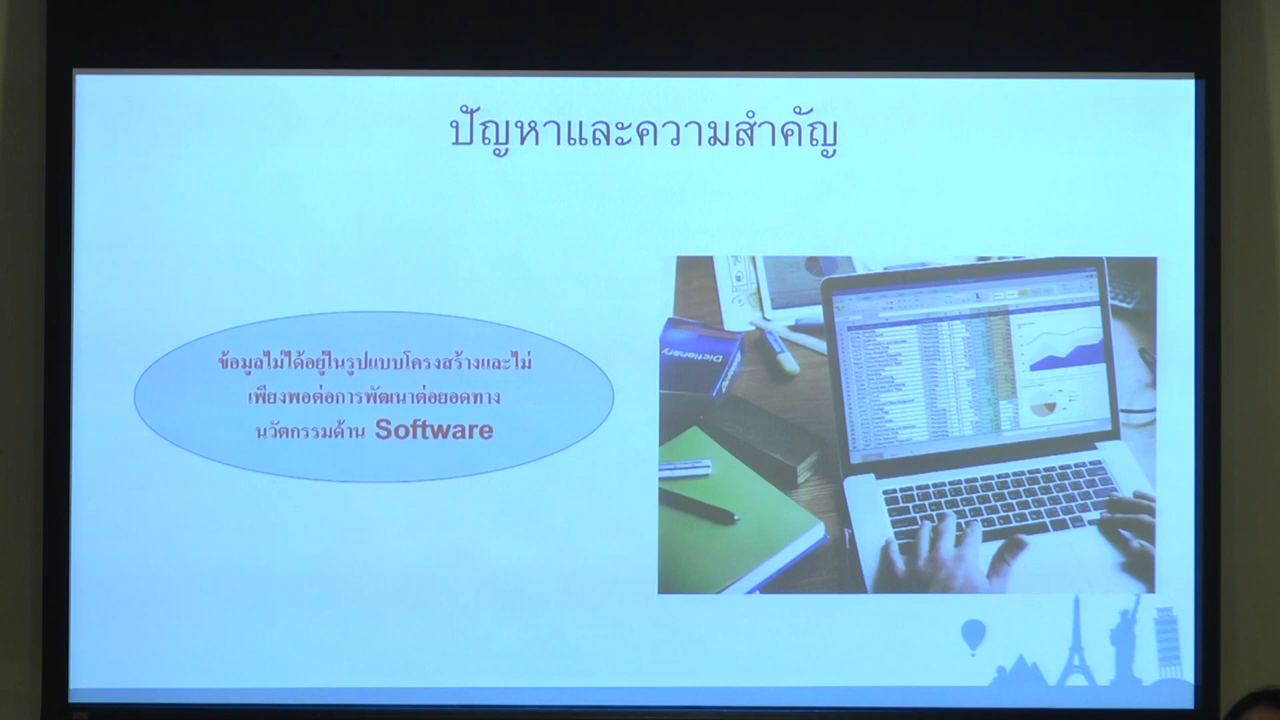 ปัญหาและความสำคัญ
ข้อมูลไม่ได้อยู่ในรูปแบบโครงสร้างและไม่
เพียงพอต่อการพัฒนาต่อยอดทาง
นวัตกรรมด้าน Software
Dictionary